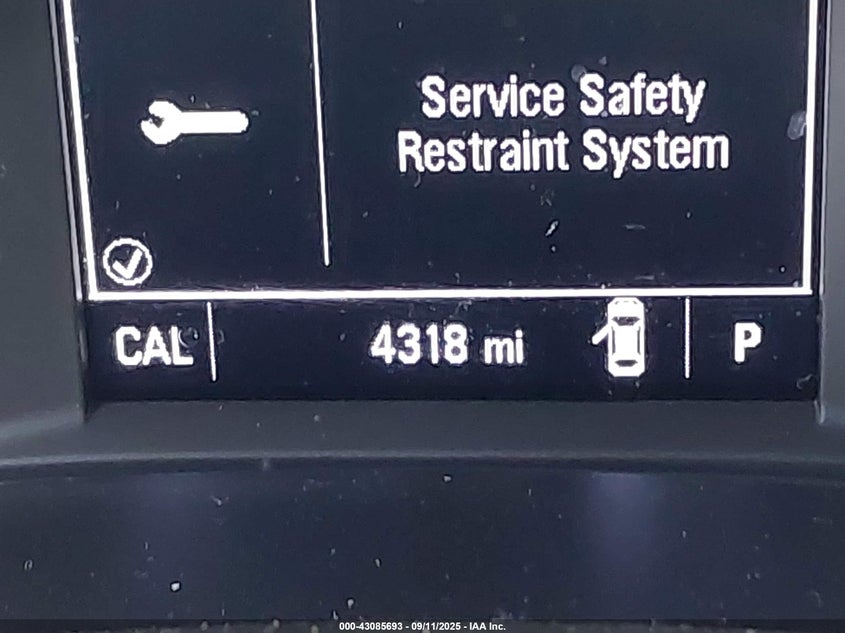 Service Safety
Restraint System
CAL 4318 mi P
000-43085693 - 09/11/2025 - IAA Inc.